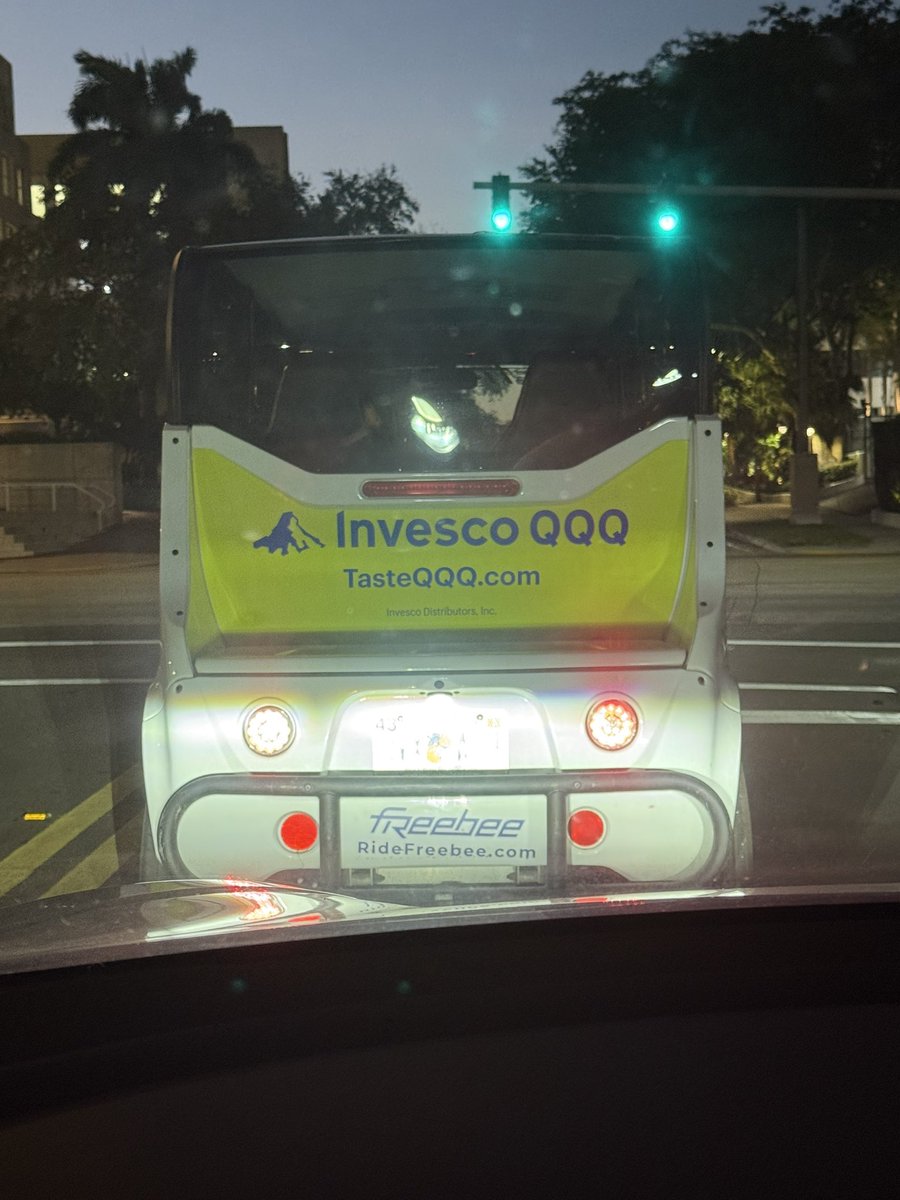 Invesco QQQ
TasteQQQ.com
Invesco Distributors, Inc.
freebee
RideFreebee.com